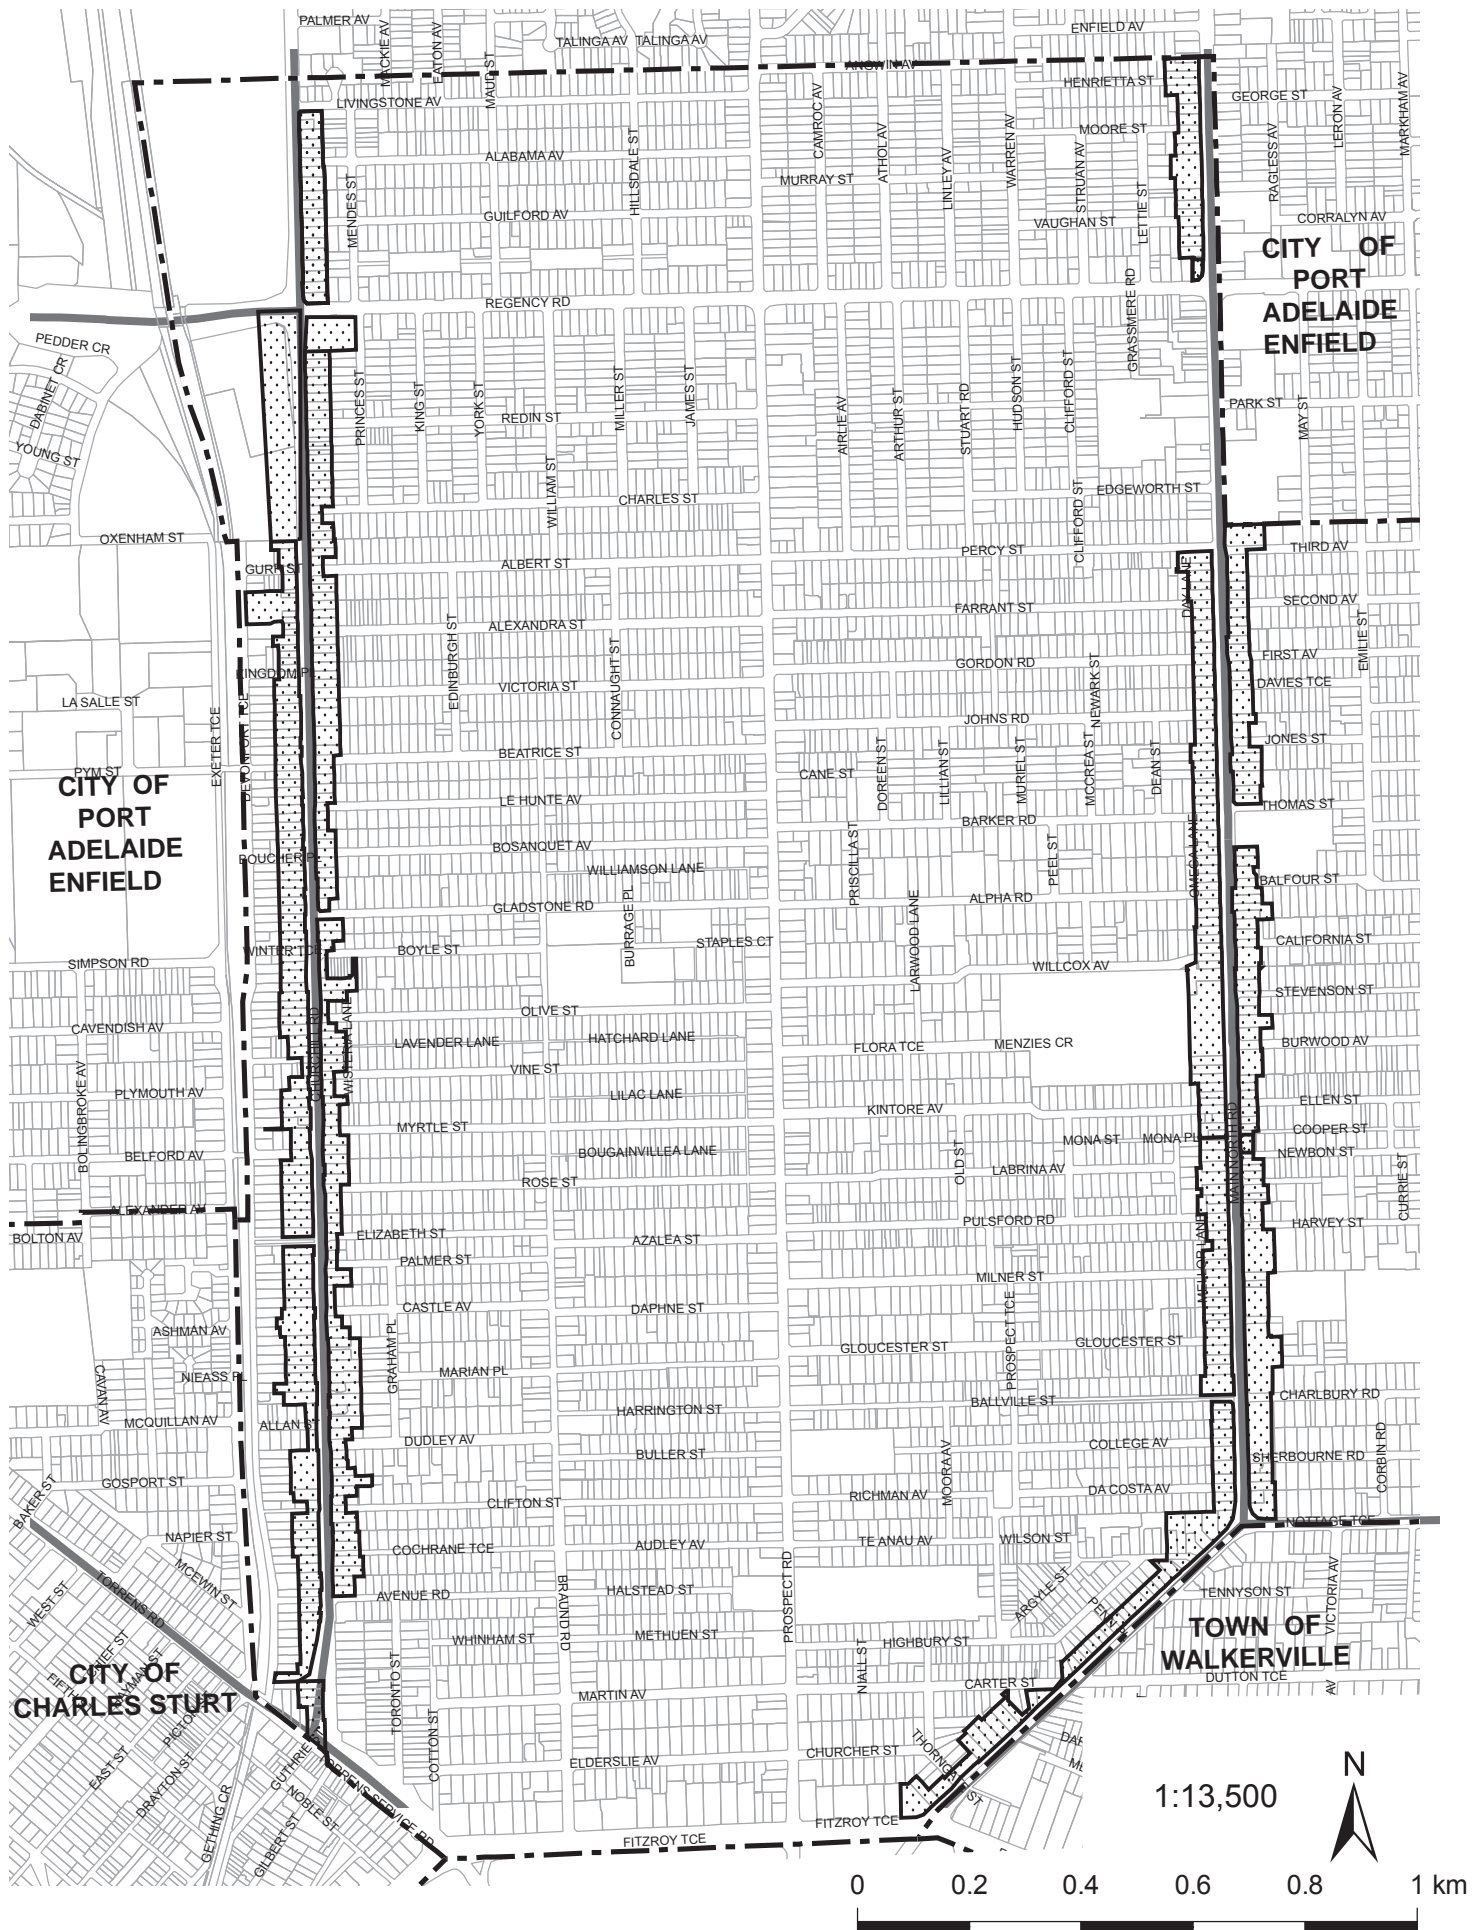 PALMER AV
MACKIE AV
EATON AV
MAUD ST
TALINGA AV
TALINGA AV
ENFIELD AV
ANGWIN AV
HENRIETTA ST
GEORGE ST
LERON AV
MARKHAM AV
LIVINGSTONE AV
CAMROC AV
ATHOL AV
WARREN AV
MOORE ST
RAGLESS AV
ALABAMA AV
HILLSDALE ST
MURRAY ST
LINLEY AV
STRUAN AV
LETTIE ST
MENDES ST
GUILFORD AV
VAUGHAN ST
CORRALYN AV
CITY OF
PORT
ADELAIDE
ENFIELD
REGENCY RD
GRASSMERE RD
PEDDER CR
DABINET CR
YOUNG ST
PRINCES ST
KING ST
YORK ST
REDIN ST
MILLER ST
JAMES ST
AIRLIE AV
ARTHUR ST
STUART RD
HUDSON ST
CLIFFORD ST
PARK ST
MAY ST
WILLIAM ST
CHARLES ST
EDGEWORTH ST
CLIFFORD ST
OXENHAM ST
ALBERT ST
PERCY ST
THIRD AV
DAY LANE
FARRANT ST
SECOND AV
EDINBURGH ST
ALEXANDRA ST
CONNAUGHT ST
EMILIE ST
KINGDOM PL
GORDON RD
NEWARK ST
FIRST AV
VICTORIA ST
DAVIES TCE
LA SALLE ST
EXETER TCE
DEVONPORT TCE
JOHNS RD
JONES ST
BEATRICE ST
DOREEN ST
LILLIAN ST
MURIEL ST
MCCREA ST
DEAN ST
PYM ST
CANE ST
CITY OF
PORT
ADELAIDE
ENFIELD
LE HUNTE AV
THOMAS ST
BARKER RD
BOSANQUET AV
PRISCILLA ST
PEEL ST
OMEGA LANE
BOUCHER PL
WILLIAMSON LANE
BALFOUR ST
GLADSTONE RD
BURRAGE PL
ALPHA RD
LARWOOD LANE
WINTER TCE
BOYLE ST
STAPLES CT
CALIFORNIA ST
SIMPSON RD
WILLCOX AV
STEVENSON ST
CHURCHILL RD
WISTERIA LANE
OLIVE ST
CAVENDISH AV
LAVENDER LANE
HATCHARD LANE
FLORA TCE
MENZIES CR
BURWOOD AV
VINE ST
BOLINGBROKE AV
PLYMOUTH AV
LILAC LANE
KINTORE AV
ELLEN ST
MAIN NORTH RD
MYRTLE ST
MONA ST
MONA PL
COOPER ST
BELFORD AV
BOUGAINVILLEA LANE
OLD ST
LABRINA AV
NEWBON ST
ROSE ST
CURRIE ST
ALEXANDER AV
BOLTON AV
ELIZABETH ST
AZALEA ST
PULSFORD RD
MELLOR LANE
HARVEY ST
PALMER ST
MILNER ST
CASTLE AV
DAPHNE ST
PROSPECT TCE
ASHMAN AV
GRAHAM PL
GLOUCESTER ST
GLOUCESTER ST
NIEASS PL
MARIAN PL
CAVAN AV
BALLVILLE ST
CHARLBURY RD
MCQUILLAN AV
ALLAN ST
HARRINGTON ST
DUDLEY AV
BULLER ST
MOORA AV
COLLEGE AV
SHERBOURNE RD
CORBIN RD
GOSPORT ST
CLIFTON ST
RICHMAN AV
DA COSTA AV
BAKER ST
NAPIER ST
COCHRANE TCE
AUDLEY AV
TE ANAU AV
WILSON ST
NOTTAGE TCE
MCEWIN ST
TORRENS RD
WEST ST
AVENUE RD
BRAUND RD
HALSTEAD ST
PROSPECT RD
ARGYLE ST
TENNYSON ST
VICTORIA AV
TOWN OF
WALKERVILLE
WHINHAM ST
METHUEN ST
HIGHBURY ST
NIALL ST
CARTER ST
DUTTON TCE
AV
CITY OF
CHARLES STURT
TORONTO ST
MARTIN AV
COTTON ST
EAST ST
DRAYTON ST
GETHING CR
GILBERT ST
NOBLE ST
TORRENS SERVICE RD
ELDERSLIE AV
CHURCHER ST
FITZROY TCE
FITZROY TCE
1:13,500
N
0 0.2 0.4 0.6 0.8 1 km